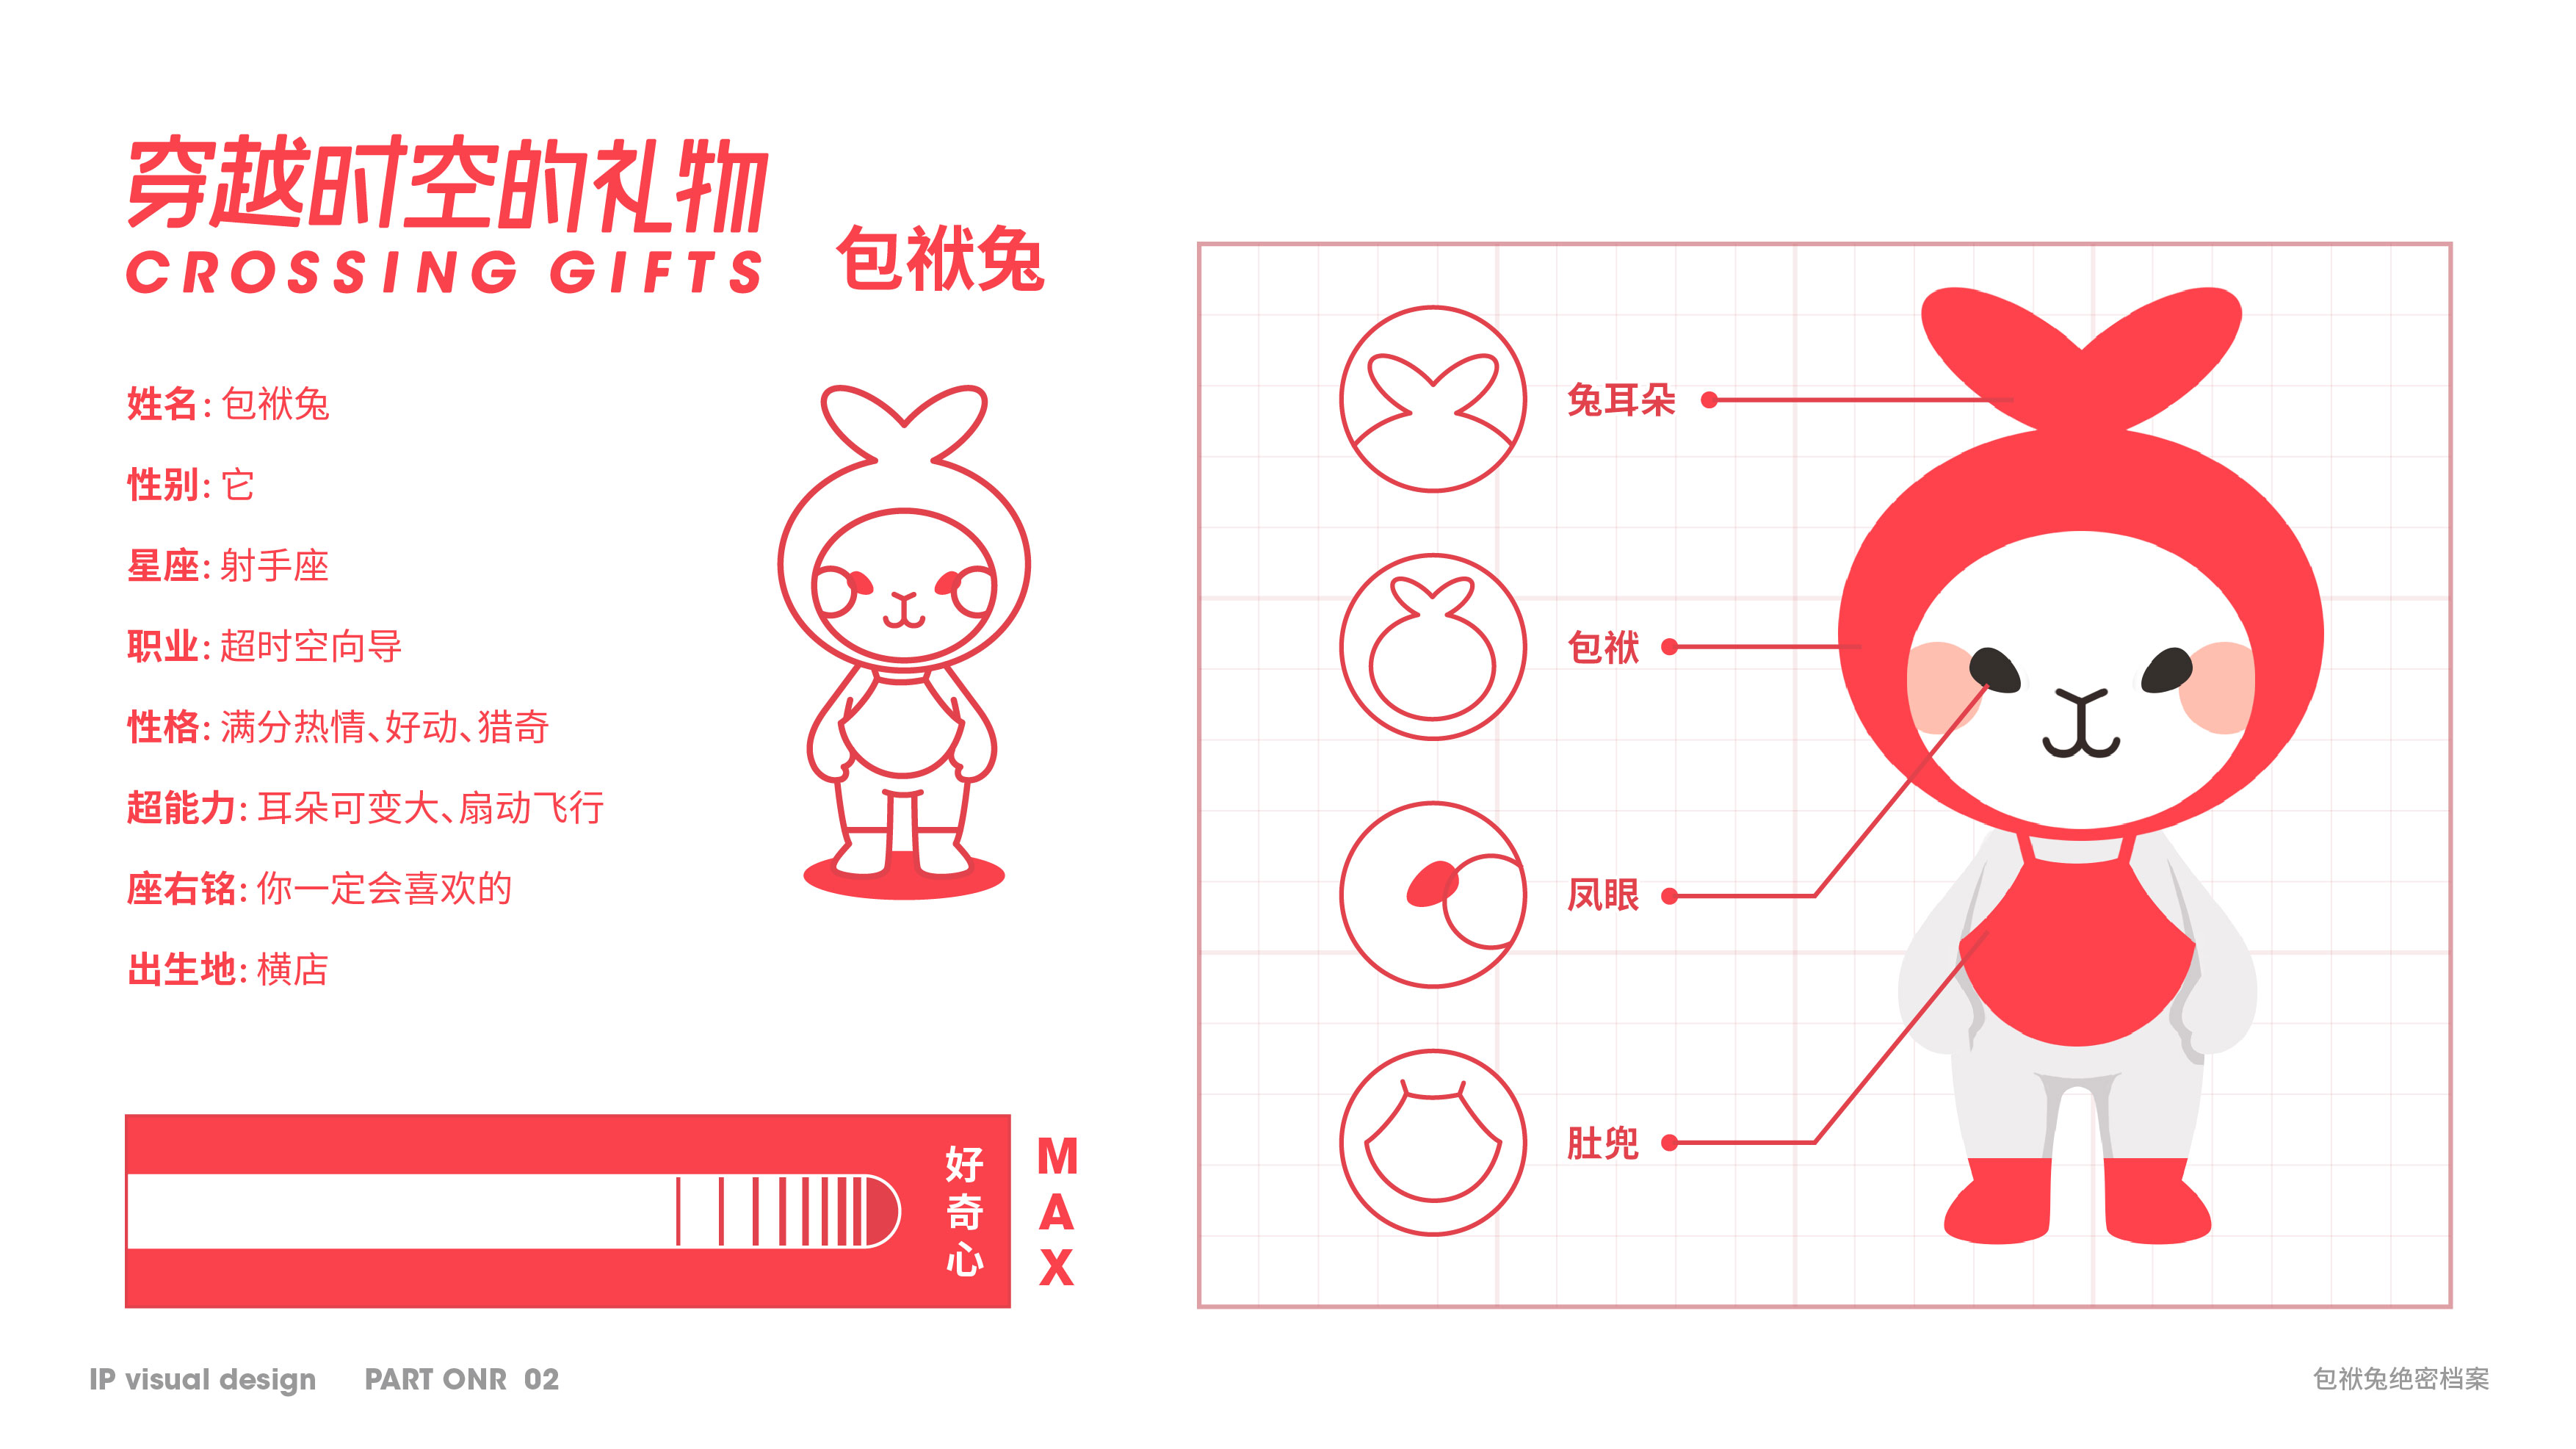 穿越时空的礼物
CROSSING GIFTS
包袱兔
姓名：包袱兔
性别：它
星座：射手座
职业：超时空向导
性格：满分热情、好动、猎奇
超能力：耳朵可变大、扇动飞行
座右铭：你一定会喜欢的
出生地：横店
好奇心
MAX
兔耳朵
包袱
凤眼
肚兜
IP visual design PART ONR 02
包袱兔绝密档案